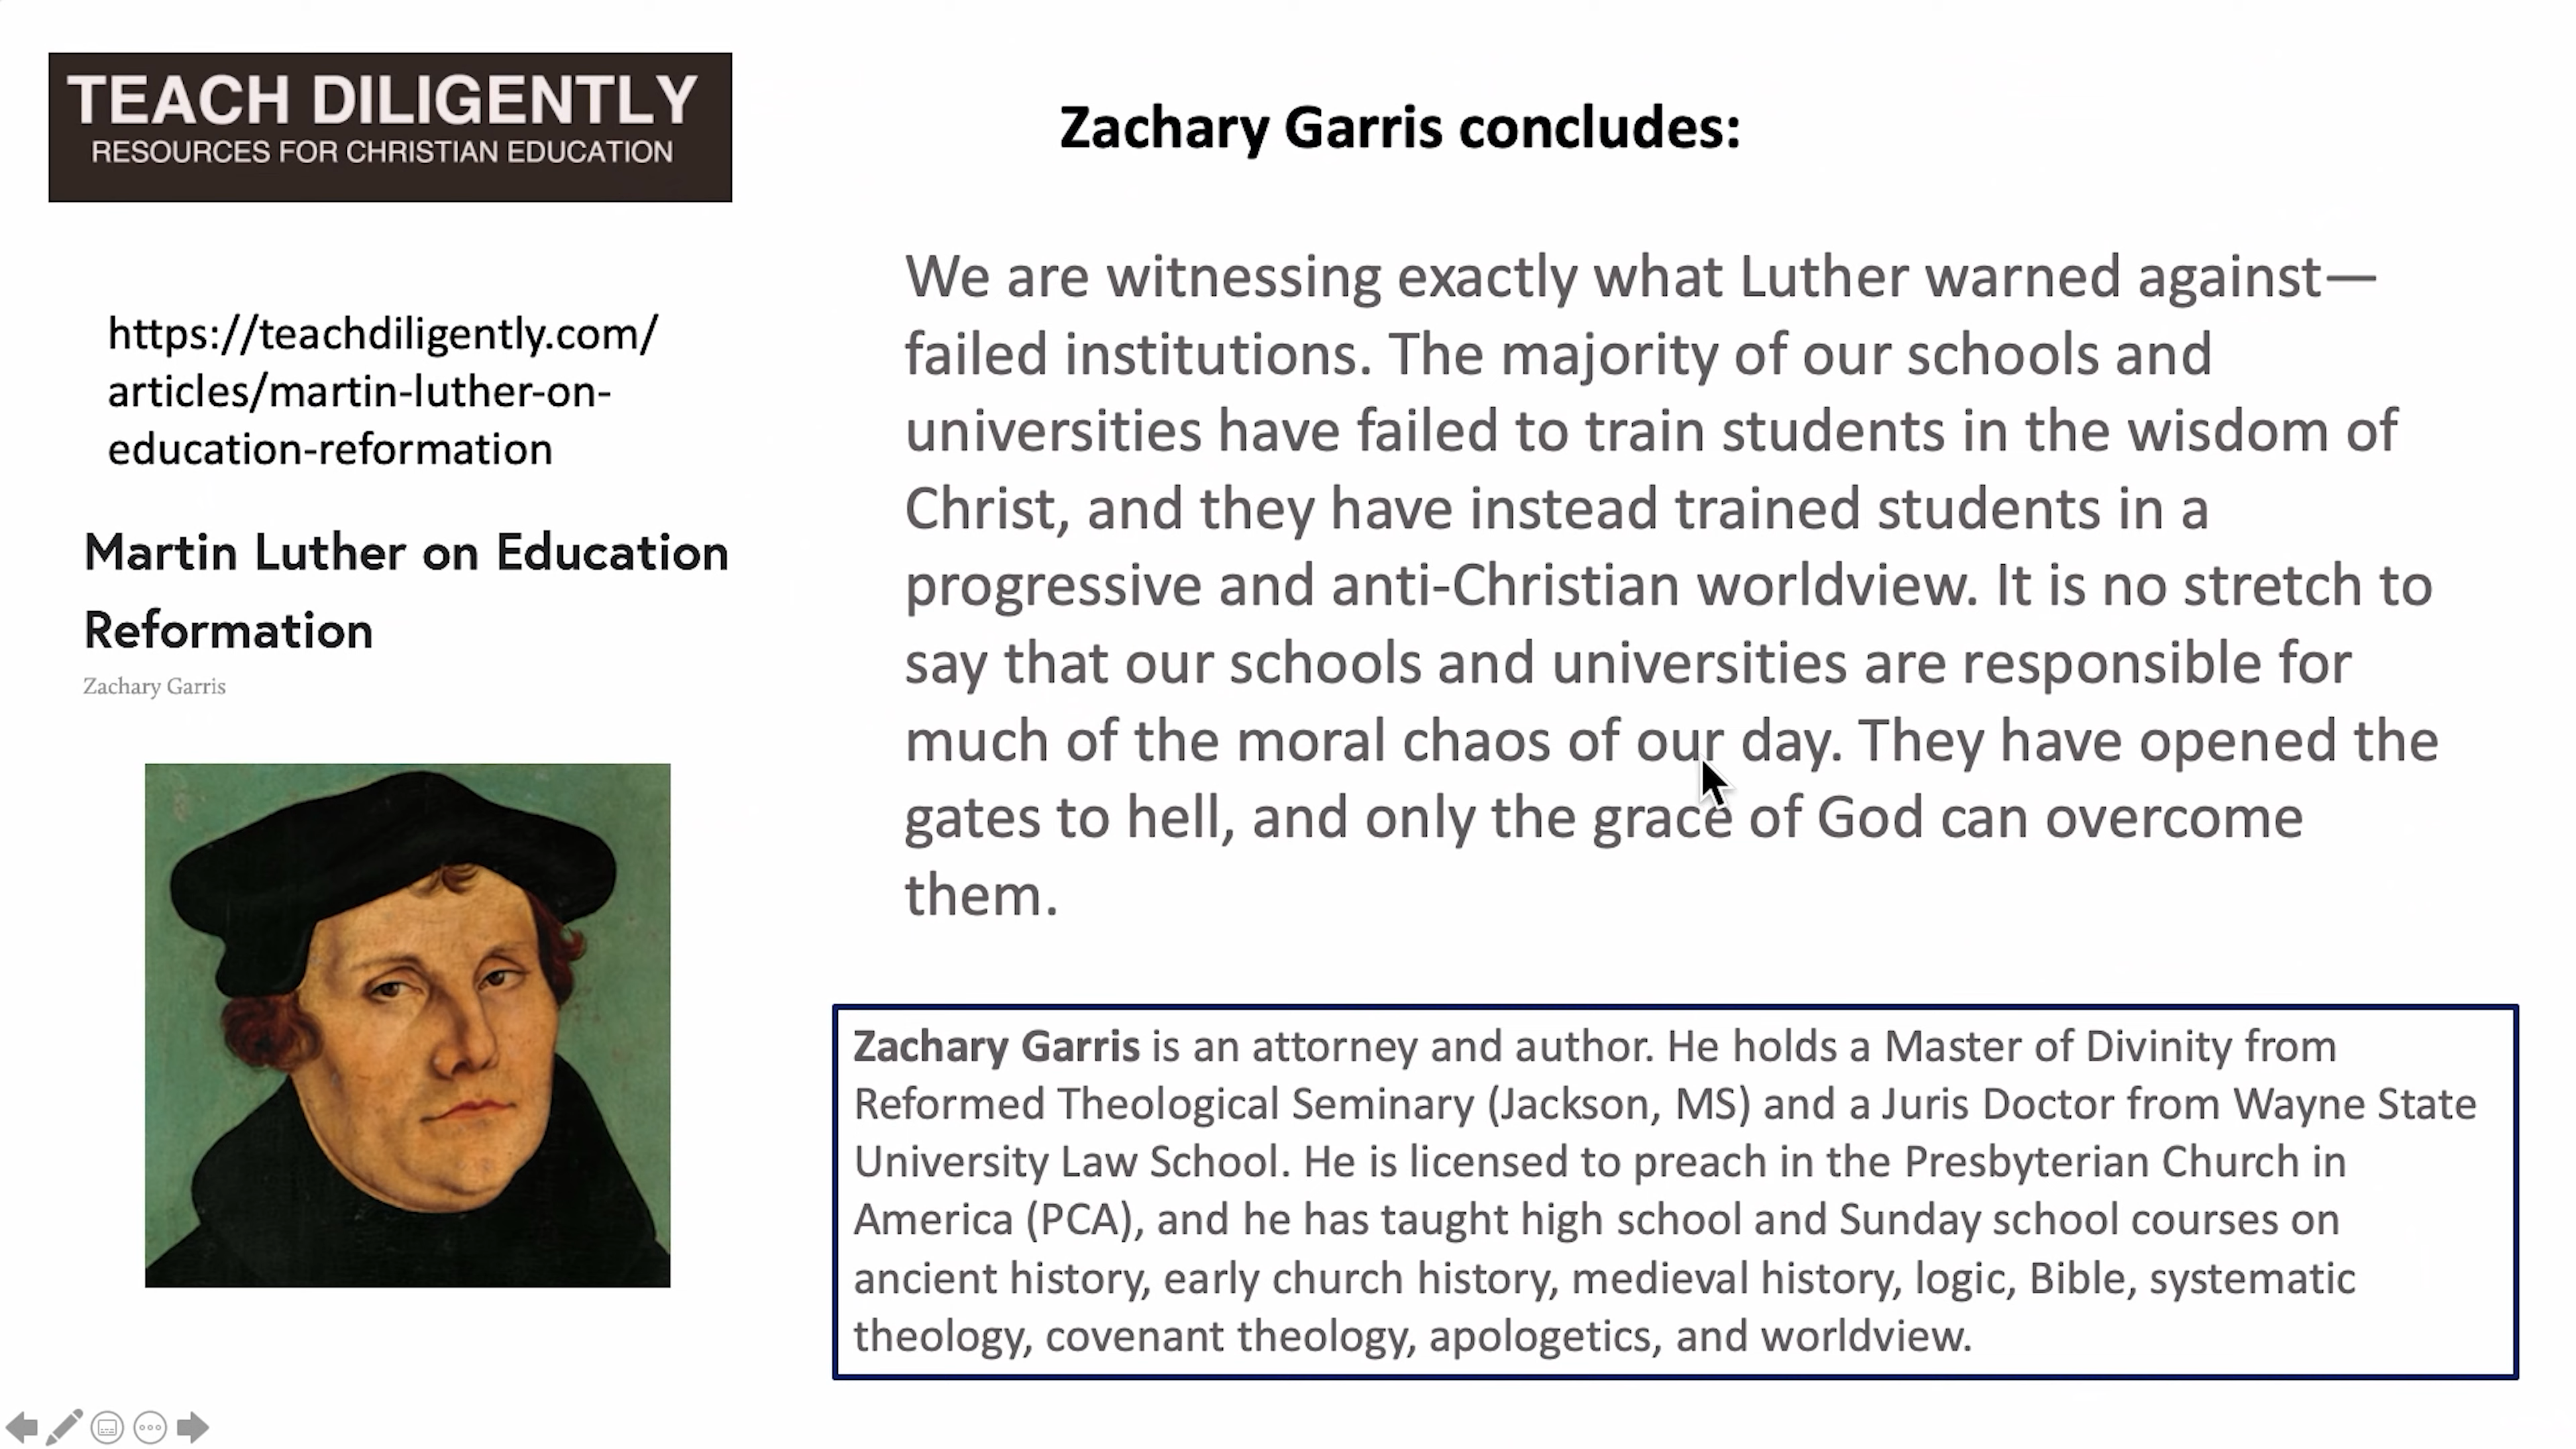 TEACH DILIGENTLY
RESOURCES FOR CHRISTIAN EDUCATION
https://teachdiligently.com/
articles/martin-luther-on-
education-reformation
Martin Luther on Education
Reformation
Zachary Garris
Zachary Garris concludes:
We are witnessing exactly what Luther warned against—
failed institutions. The majority of our schools and
universities have failed to train students in the wisdom of
Christ, and they have instead trained students in a
progressive and anti-Christian worldview. It is no stretch to
say that our schools and universities are responsible for
much of the moral chaos of our day. They have opened the
gates to hell, and only the grace of God can overcome
them.
Zachary Garris is an attorney and author. He holds a Master of Divinity from
Reformed Theological Seminary (Jackson, MS) and a Juris Doctor from Wayne State
University Law School. He is licensed to preach in the Presbyterian Church in
America (PCA), and he has taught high school and Sunday school courses on
ancient history, early church history, medieval history, logic, Bible, systematic
theology, covenant theology, apologetics, and worldview.